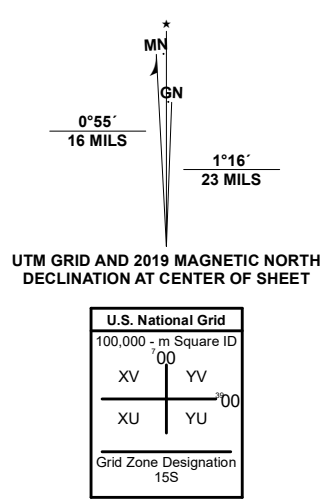 ★
MN
GN
0°55´
16 MILS
1°16´
23 MILS
UTM GRID AND 2019 MAGNETIC NORTH
DECLINATION AT CENTER OF SHEET
U.S. National Grid
100,000 - m Square ID
⁷00
XV YV
³⁹00
XU YU
Grid Zone Designation
15S